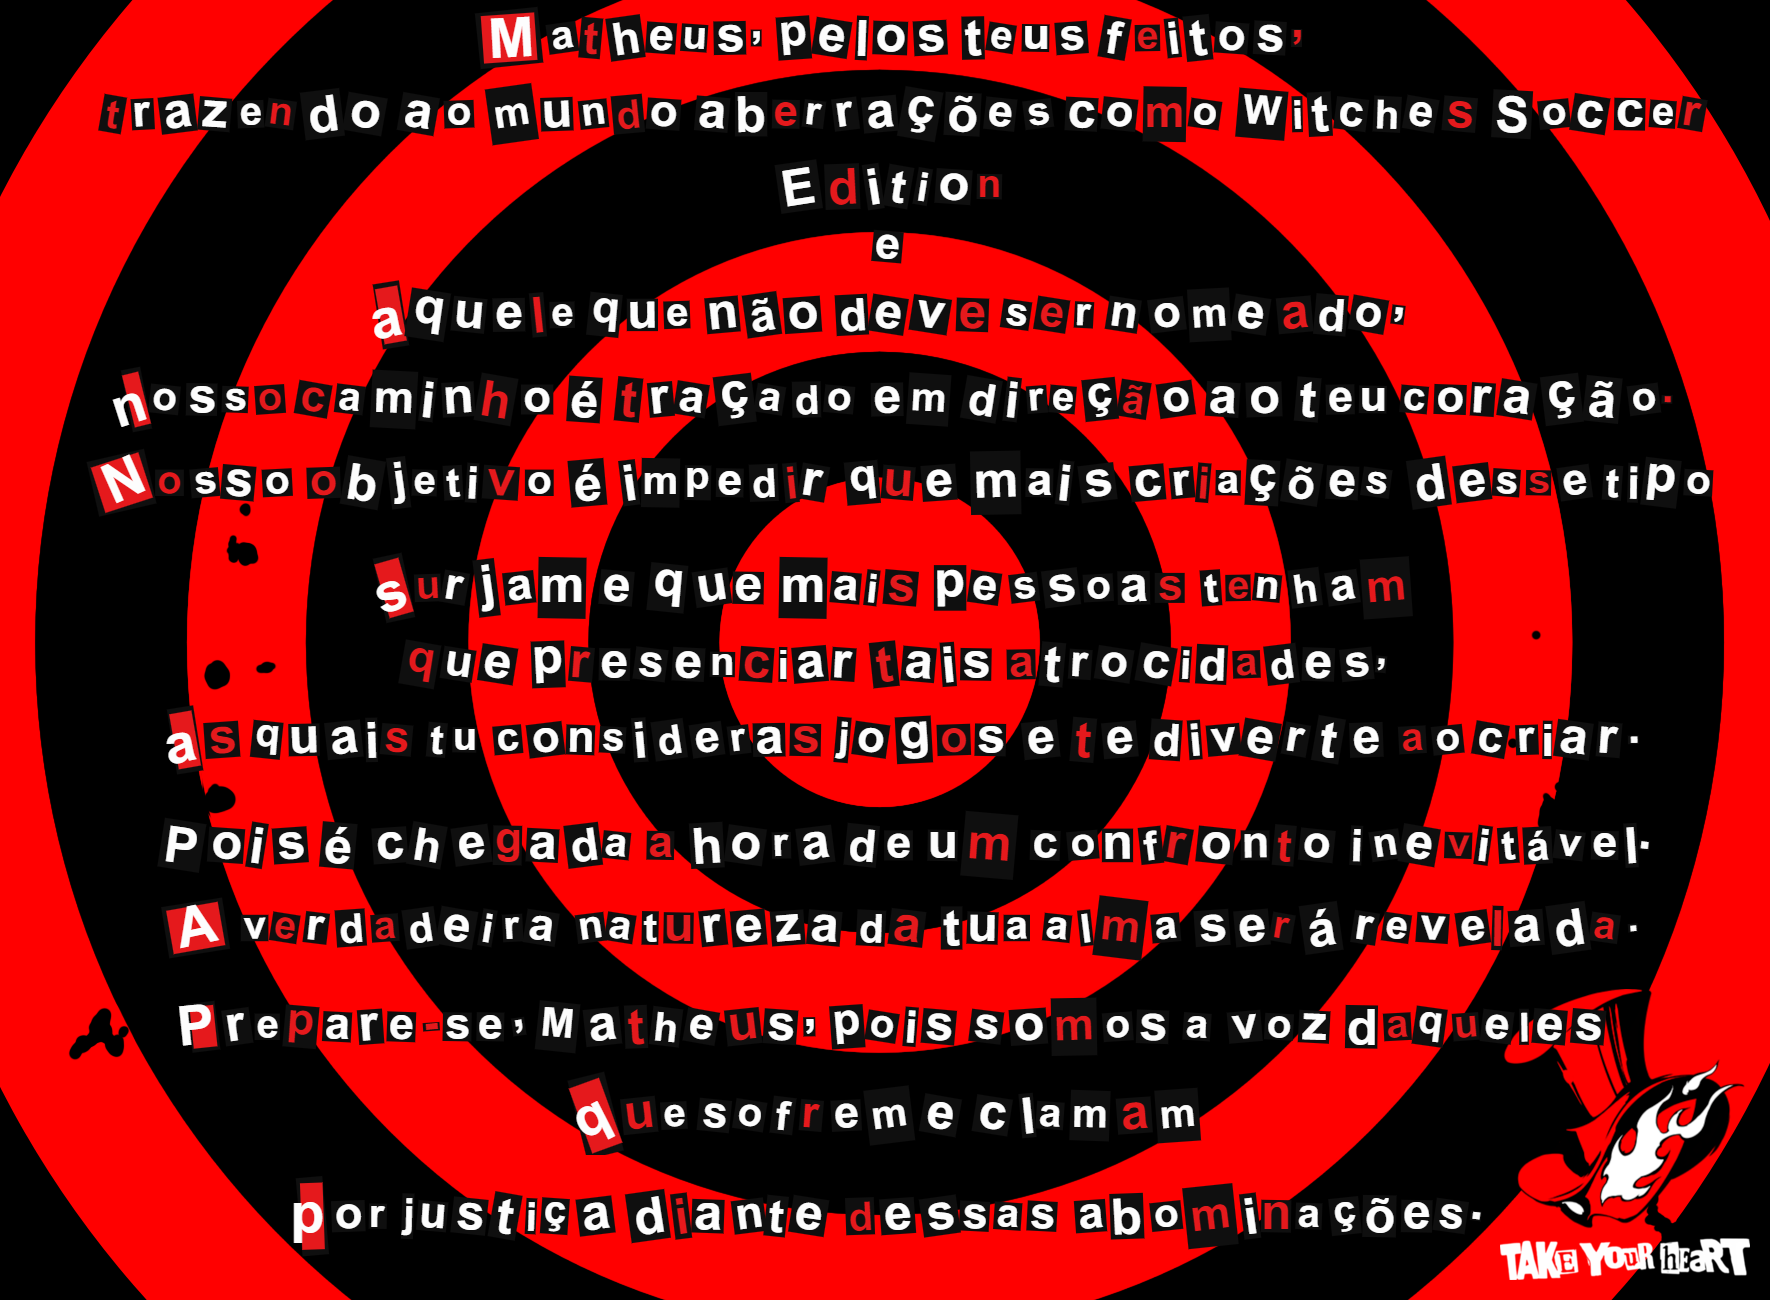 Matheus, pelos teus feitos,
trazendo ao mundo aberrações como Witches Soccer
Edition
e
aquele que não deve ser nomeado,
nosso caminho é traçado em direção ao teu coração.
Nosso objetivo é impedir que mais criações desse tipo
surjam e que mais pessoas tenham
que presenciar tais atrocidades,
as quais tu consideras jogos e te diverte ao criar.
Pois é chegada a hora de um confronto inevitável.
A verdadeira natureza da tua alma será revelada.
Prepare-se, Matheus, pois somos a voz daqueles
que sofrem e clamam
por justiça diante dessas abominações.
TAKE YOUR HEART